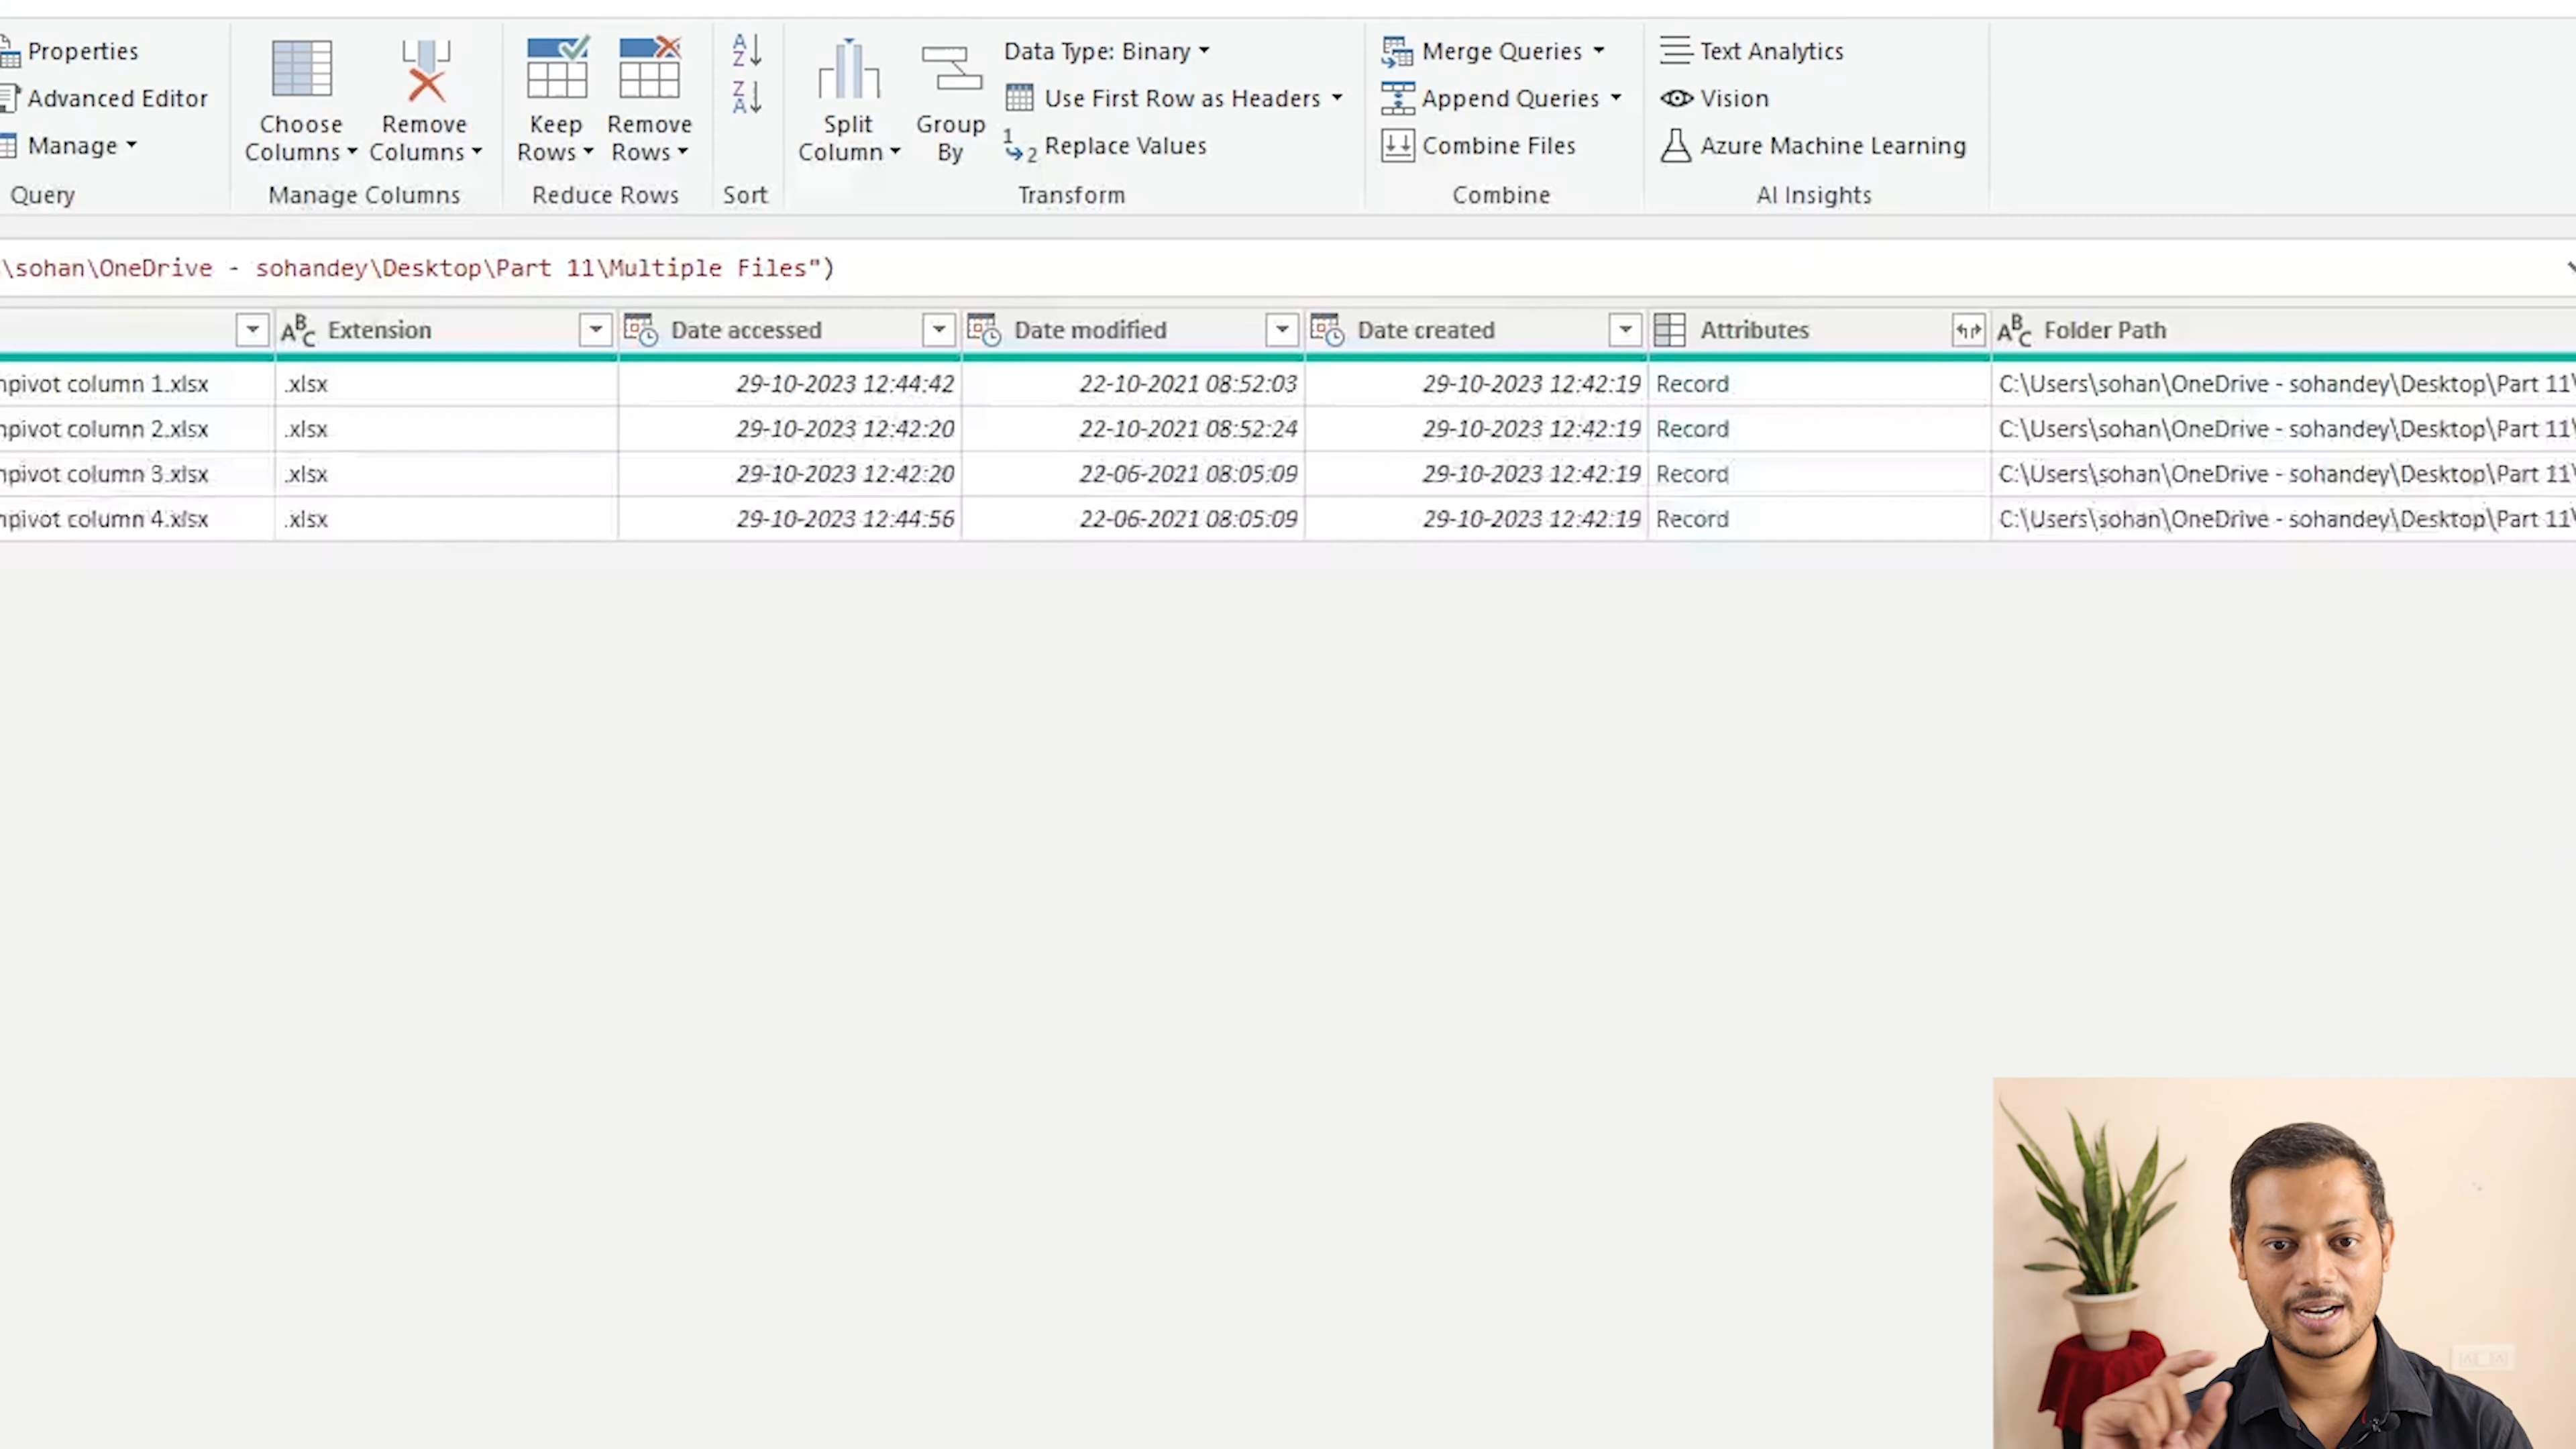 Properties
Advanced Editor
Manage
Query
Choose Columns
Remove Columns
Manage Columns
Keep Rows
Remove Rows
Reduce Rows
A Z
Z A
Sort
Split Column
Group By
Data Type: Binary
Use First Row as Headers
1 2 Replace Values
Transform
Merge Queries
Append Queries
Combine Files
Combine
Text Analytics
Vision
Azure Machine Learning
AI Insights
\sohan\OneDrive - sohandey\Desktop\Part 11\Multiple Files")
ABC Extension Date accessed Date modified Date created Attributes ABC Folder Path
npivot column 1.xlsx .xlsx 29-10-2023 12:44:42 22-10-2021 08:52:03 29-10-2023 12:42:19 Record C:\Users\sohan\OneDrive - sohandey\Desktop\Part 11\
npivot column 2.xlsx .xlsx 29-10-2023 12:42:20 22-10-2021 08:52:24 29-10-2023 12:42:19 Record C:\Users\sohan\OneDrive - sohandey\Desktop\Part 11\
npivot column 3.xlsx .xlsx 29-10-2023 12:42:20 22-06-2021 08:05:09 29-10-2023 12:42:19 Record C:\Users\sohan\OneDrive - sohandey\Desktop\Part 11\
npivot column 4.xlsx .xlsx 29-10-2023 12:44:56 22-06-2021 08:05:09 29-10-2023 12:42:19 Record C:\Users\sohan\OneDrive - sohandey\Desktop\Part 11\